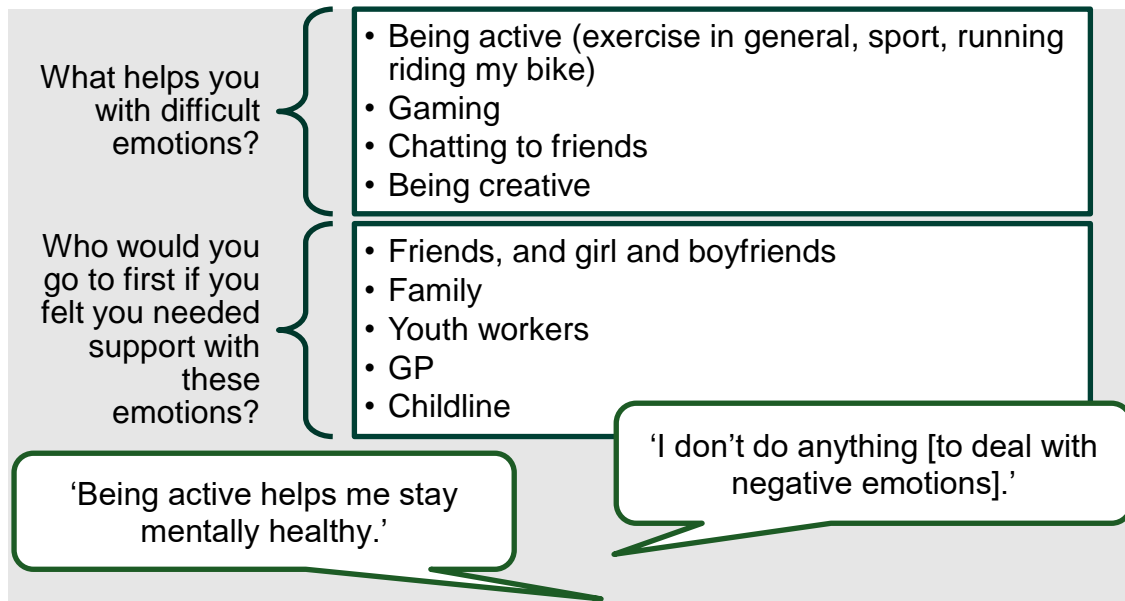 What helps you
with difficult
emotions?
• Being active (exercise in general, sport, running
riding my bike)
• Gaming
• Chatting to friends
• Being creative
Who would you
go to first if you
felt you needed
support with
these
emotions?
• Friends, and girl and boyfriends
• Family
• Youth workers
• GP
• Childline
‘I don’t do anything [to deal with
negative emotions].’
‘Being active helps me stay
mentally healthy.’